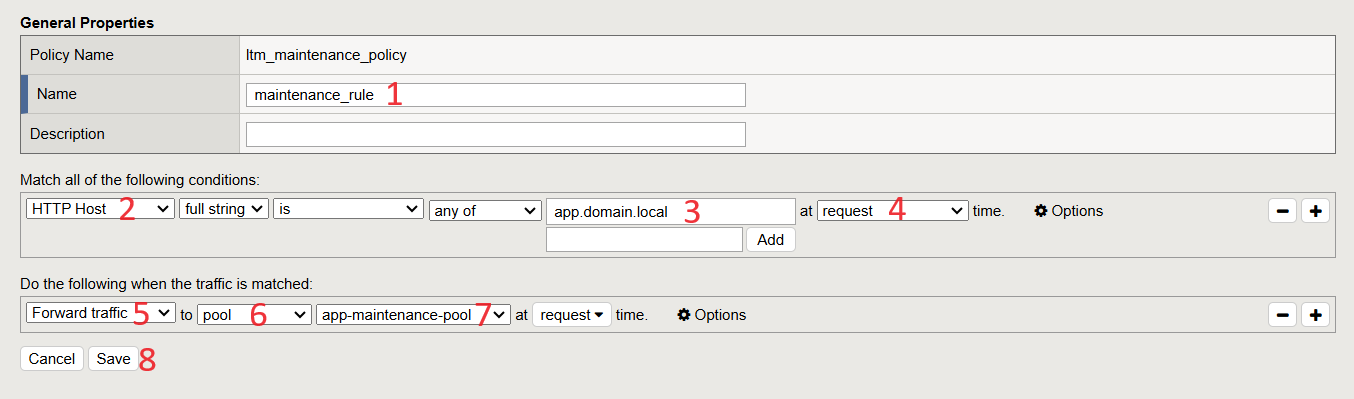 General Properties
Policy Name ltm_maintenance_policy
Name maintenance_rule 1
Description
Match all of the following conditions:
HTTP Host 2 full string is any of app.domain.local 3 at request 4 time. Options
Add
Do the following when the traffic is matched:
Forward traffic 5 to pool 6 app-maintenance-pool 7 at request time. Options
Cancel Save 8